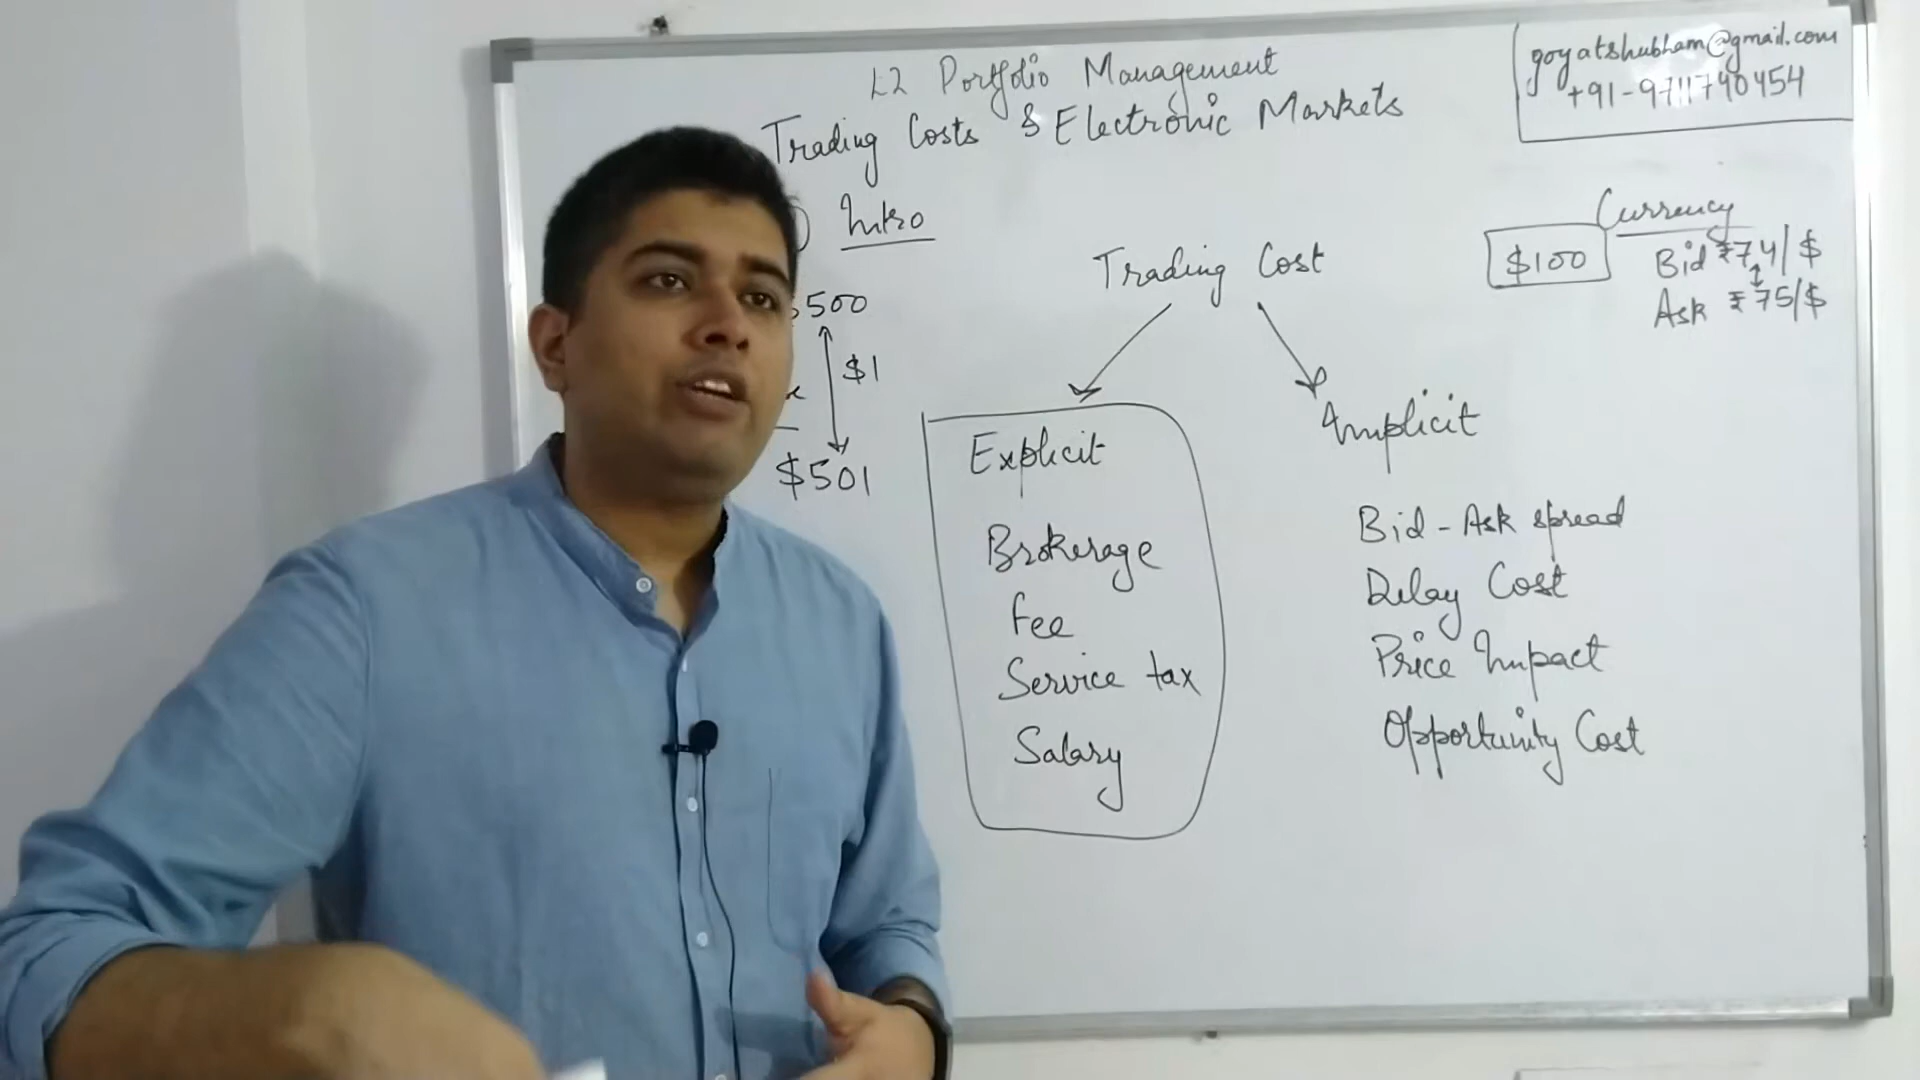 L2 Portfolio Management
Trading Costs & Electronic Markets
goyatshubham@gmail.com
+91-9711740454
) Intro
$500
$1
$501
Trading Cost
Explicit
Brokerage
Fee
Service tax
Salary
Implicit
Bid-Ask spread
Delay Cost
Price Impact
Opportunity Cost
Currency
$100
Bid ₹74/$
Ask ₹75/$